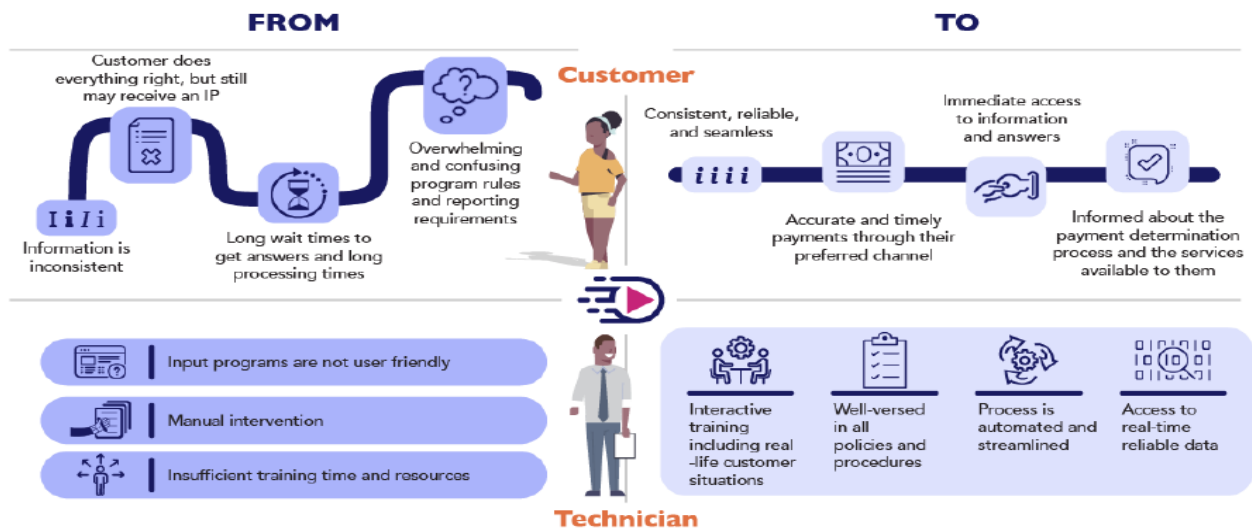 FROM
TO
Customer does
everything right, but still
may receive an IP
Customer
Overwhelming
and confusing
program rules
and reporting
requirements
I i I i
Information is
inconsistent
Long wait times to
get answers and long
processing times
Consistent, reliable,
and seamless
Immediate access
to information
and answers
i i i i
Accurate and timely
payments through their
preferred channel
Informed about the
payment determination
process and the services
available to them
Input programs are not user friendly
Manual intervention
Insufficient training time and resources
Interactive
training
including real
-life customer
situations
Well-versed
in all
policies and
procedures
Process is
automated and
streamlined
Access to
real-time
reliable data
Technician